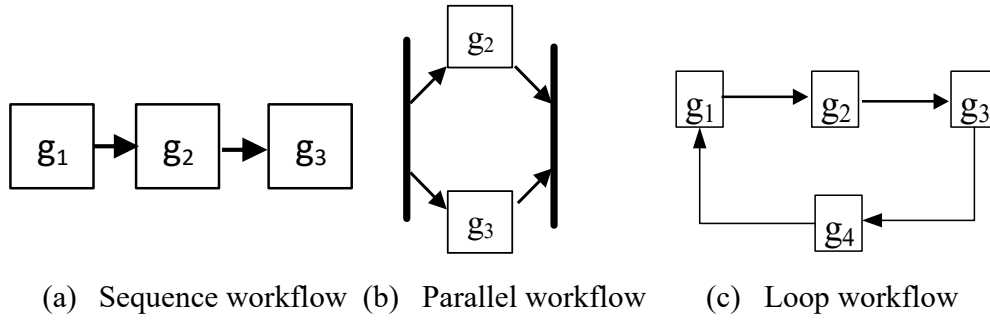 g₁ g₂ g₃
g₂
g₃
g₁ g₂ g₃
g₄
(a) Sequence workflow (b) Parallel workflow (c) Loop workflow